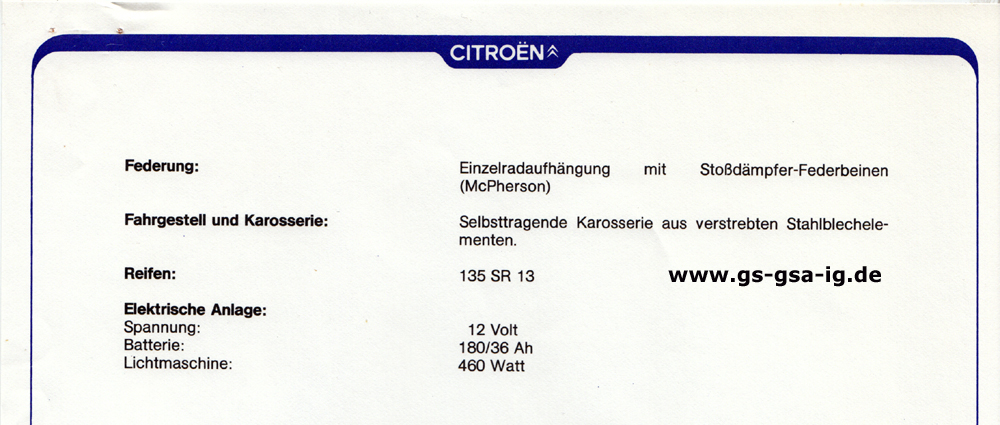 CITROËN
Federung: Einzelradaufhängung mit Stoßdämpfer-Federbeinen
(McPherson)
Fahrgestell und Karosserie: Selbsttragende Karosserie aus verstrebten Stahlblechele-
menten.
Reifen: 135 SR 13 www.gs-gsa-ig.de
Elektrische Anlage:
Spannung: 12 Volt
Batterie: 180/36 Ah
Lichtmaschine: 460 Watt